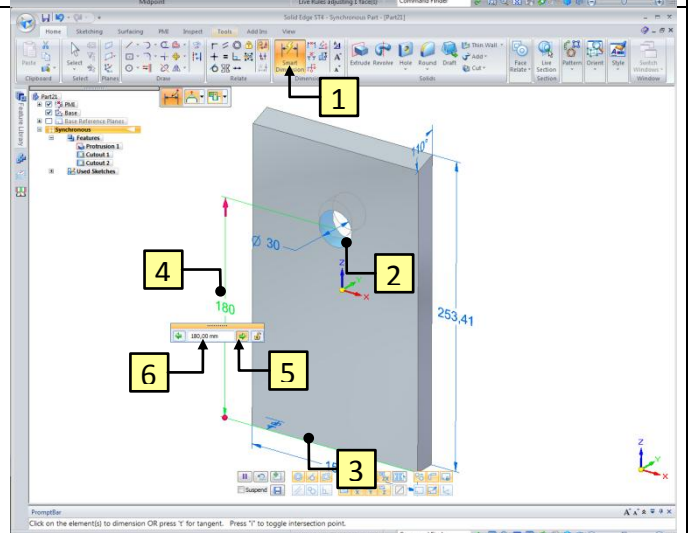 Midpoint
Live Rules adjusting 1 face(s)
Command Finder
Solid Edge ST6 - Synchronous Part - [Part21]
Home Sketching Surfacing PMI Inspect Tools Add Ins View
Paste
Select
Smart Dimension
Extrude Revolve Hole Round Draft
Thin Wall
Add
Cut
Face Relate
Live Section
Pattern Orient Style
Switch Windows
Clipboard Select Planes Draw Relate Dimension Solids Section Window
Feature Library
Part21
PMI
Base
Base Reference Planes
Synchronous
Features
Protrusion 1
Cutout 1
Cutout 2
Used Sketches
1
110°
Ø 30
2
Z
Y
X
4
180
253,41
180,00 mm
6
5
3
Z
Y
X
Suspend
PromptBar
Click on the element(s) to dimension OR press 't' for tangent. Press "i" to toggle intersection point.